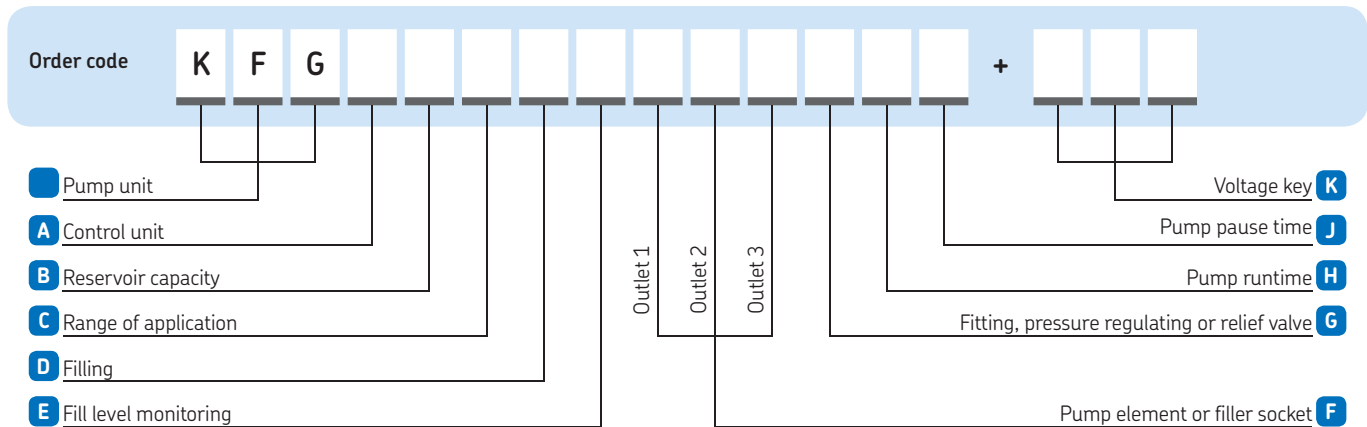 Order code K F G +
Pump unit
Voltage key K
A Control unit
Pump pause time J
B Reservoir capacity
Outlet 1
Outlet 2
Outlet 3
Pump runtime H
C Range of application
Fitting, pressure regulating or relief valve G
D Filling
E Fill level monitoring
Pump element or filler socket F